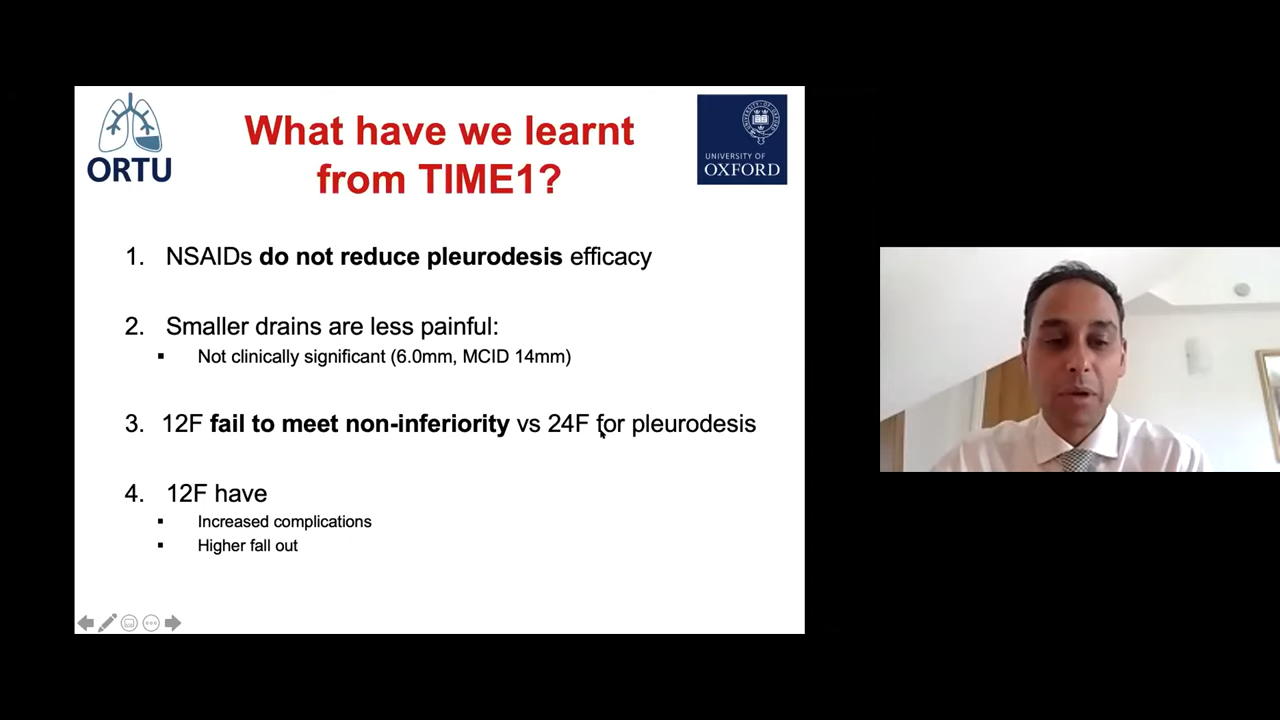 ORTU
What have we learnt
from TIME1?
UNIVERSITY OF
OXFORD
1. NSAIDs do not reduce pleurodesis efficacy
2. Smaller drains are less painful:
▪ Not clinically significant (6.0mm, MCID 14mm)
3. 12F fail to meet non-inferiority vs 24F for pleurodesis
4. 12F have
▪ Increased complications
▪ Higher fall out